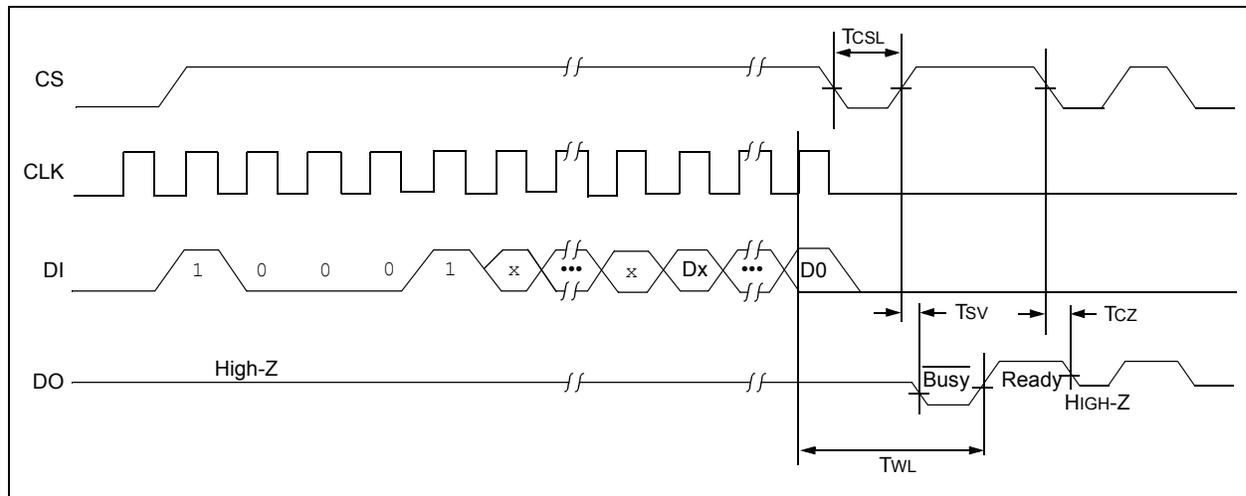 TCSL
CS
CLK
DI 1 0 0 0 1 x ••• x Dx ••• D0
TSV TCZ
High-Z
DO Busy Ready
HIGH-Z
TWL